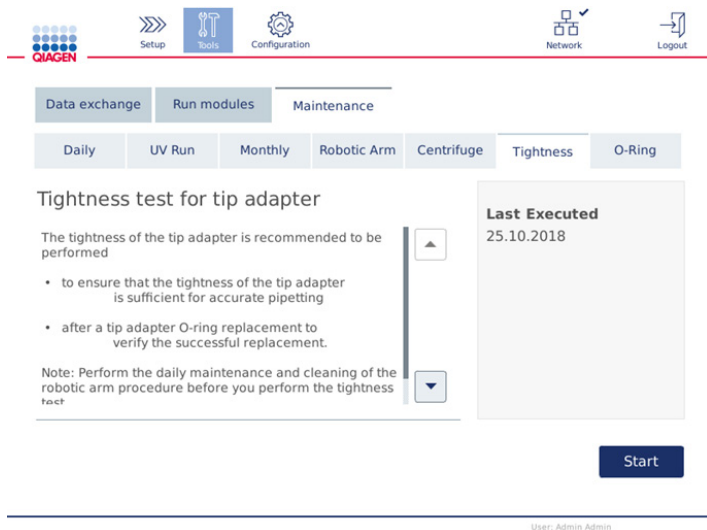 QIAGEN
Setup
Tools
Configuration
Network
Logout
Data exchange
Run modules
Maintenance
Daily
UV Run
Monthly
Robotic Arm
Centrifuge
Tightness
O-Ring
Tightness test for tip adapter
The tightness of the tip adapter is recommended to be
performed
• to ensure that the tightness of the tip adapter
is sufficient for accurate pipetting
• after a tip adapter O-ring replacement to
verify the successful replacement.
Note: Perform the daily maintenance and cleaning of the
robotic arm procedure before you perform the tightness
test
Last Executed
25.10.2018
Start
User: Admin Admin